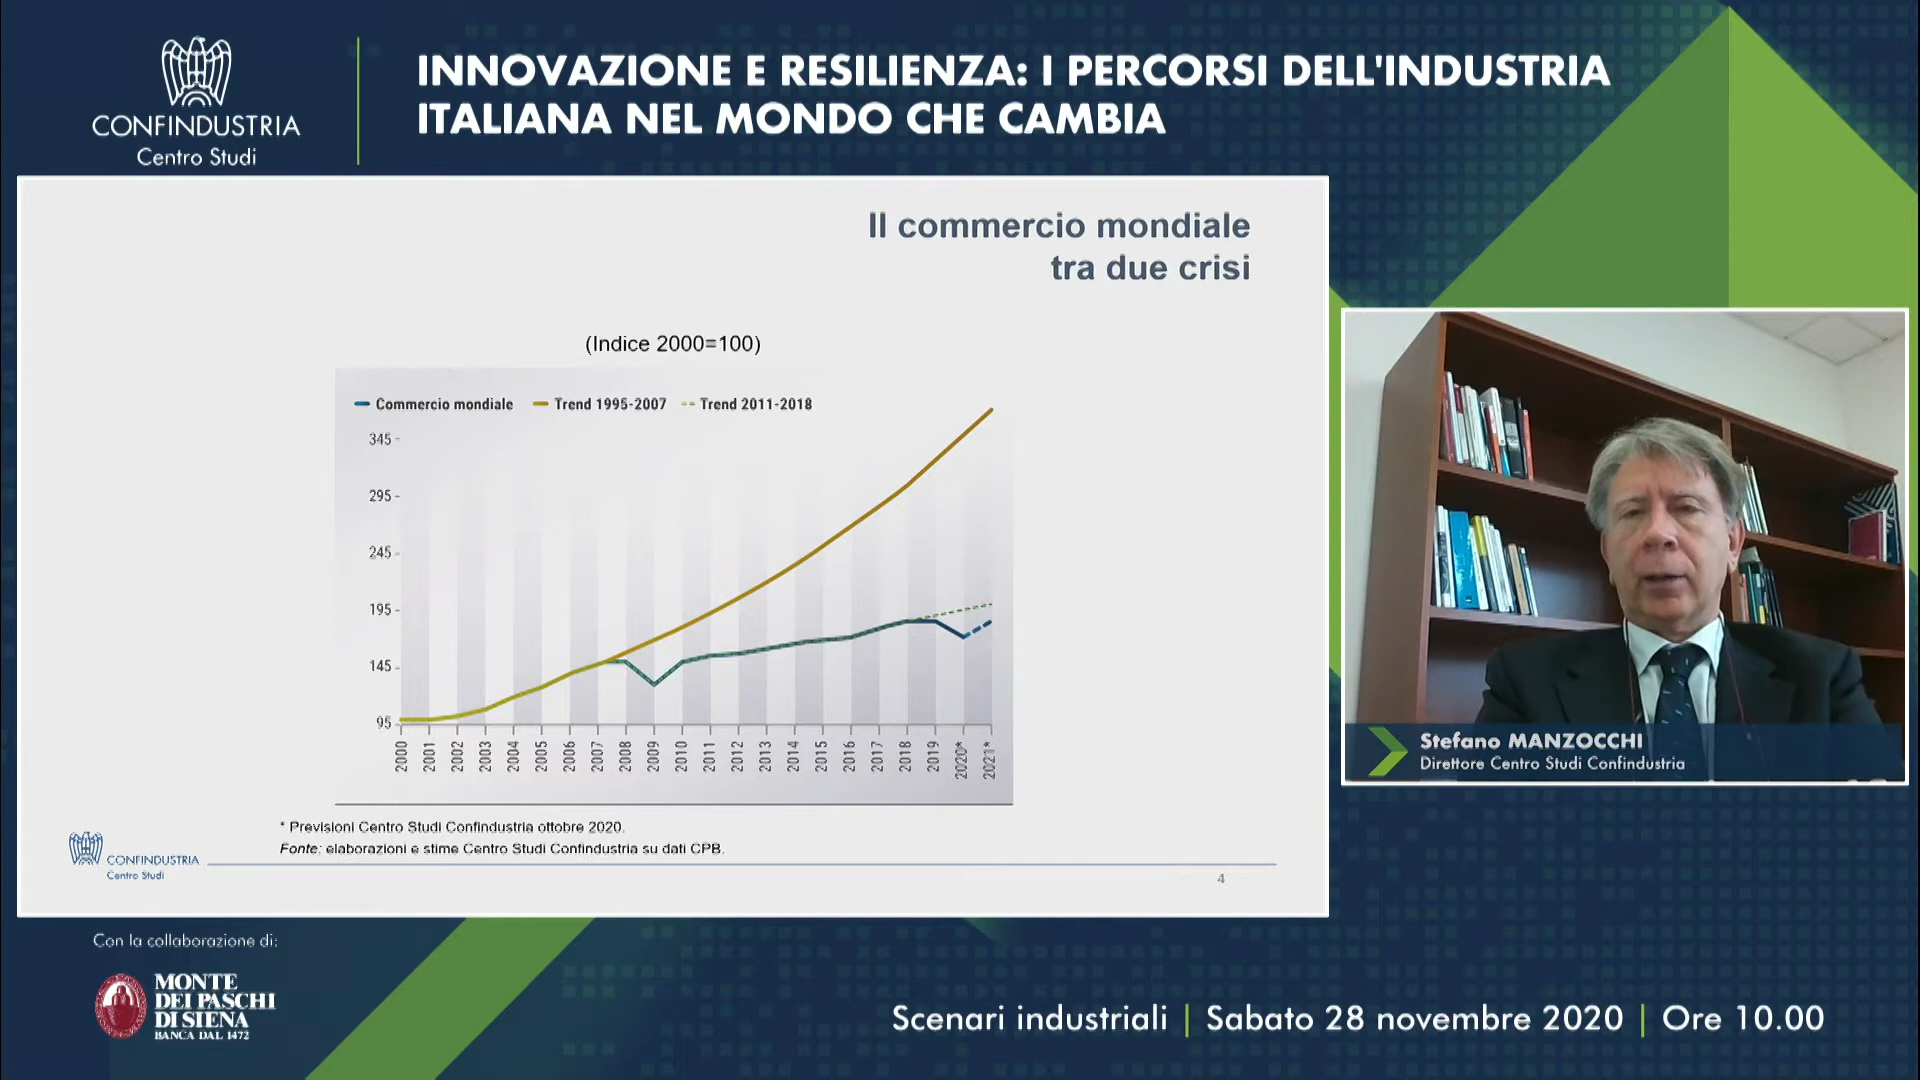 CONFINDUSTRIA
Centro Studi
INNOVAZIONE E RESILIENZA: I PERCORSI DELL'INDUSTRIA
ITALIANA NEL MONDO CHE CAMBIA
Il commercio mondiale
tra due crisi
(Indice 2000=100)
Commercio mondiale Trend 1995-2007 Trend 2011-2018
345
295
245
195
145
95
2000 2001 2002 2003 2004 2005 2006 2007 2008 2009 2010 2011 2012 2013 2014 2015 2016 2017 2018 2019 2020* 2021*
* Previsioni Centro Studi Confindustria ottobre 2020.
Fonte: elaborazioni e stime Centro Studi Confindustria su dati CPB.
CONFINDUSTRIA
Centro Studi
4
Stefano MANZOCCHI
Direttore Centro Studi Confindustria
Con la collaborazione di:
MONTE
DEI PASCHI
DI SIENA
BANCA DAL 1472
Scenari industriali | Sabato 28 novembre 2020 | Ore 10.00